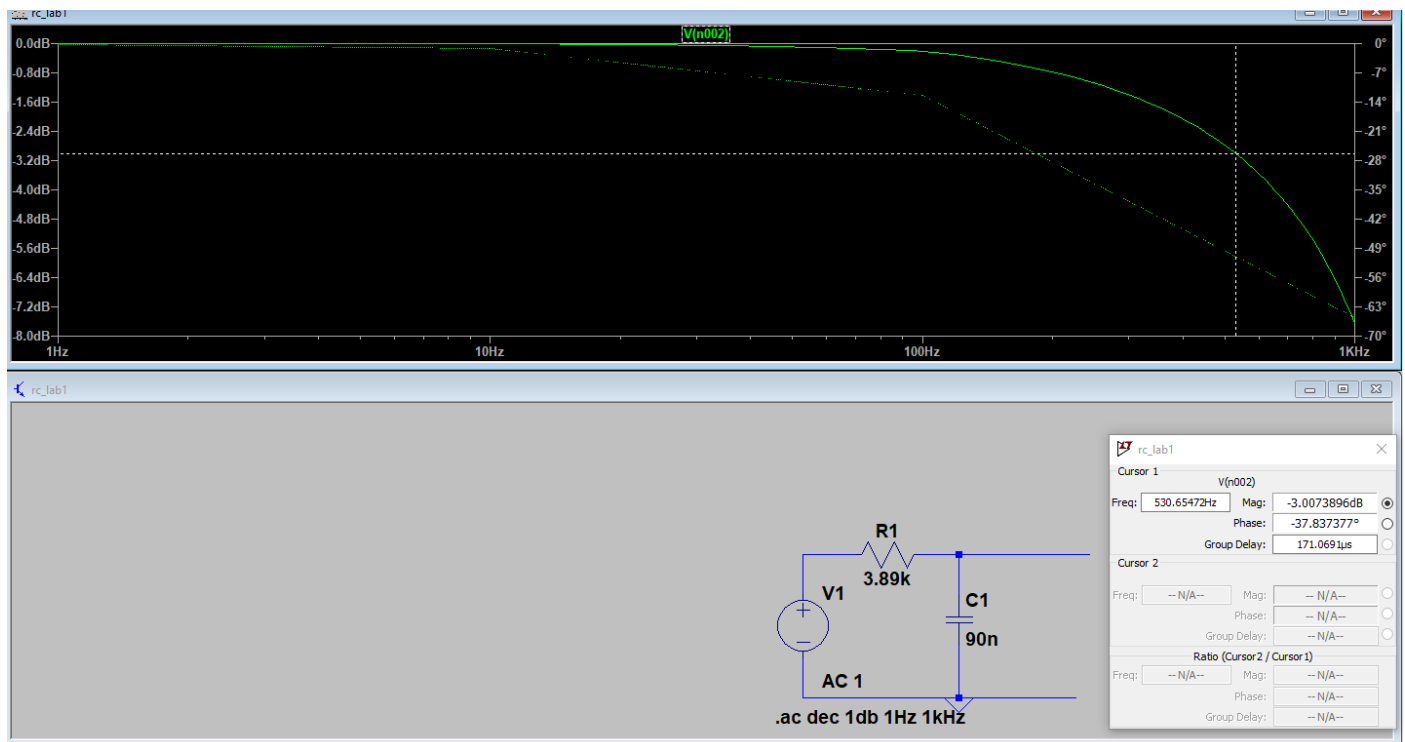 rc_lab1
V(n002)
0.0dB
-0.8dB
-1.6dB
-2.4dB
-3.2dB
-4.0dB
-4.8dB
-5.6dB
-6.4dB
-7.2dB
-8.0dB
0°
-7°
-14°
-21°
-28°
-35°
-42°
-49°
-56°
-63°
-70°
1Hz 10Hz 100Hz 1KHz
rc_lab1
R1
3.89k
V1
C1
90n
AC 1
.ac dec 1db 1Hz 1kHz
rc_lab1
Cursor 1
V(n002)
Freq: 530.65472Hz Mag: -3.0073896dB
Phase: -37.837377°
Group Delay: 171.0691µs
Cursor 2
Freq: -- N/A-- Mag: -- N/A--
Phase: -- N/A--
Group Delay: -- N/A--
Ratio (Cursor2 / Cursor1)
Freq: -- N/A-- Mag: -- N/A--
Phase: -- N/A--
Group Delay: -- N/A--